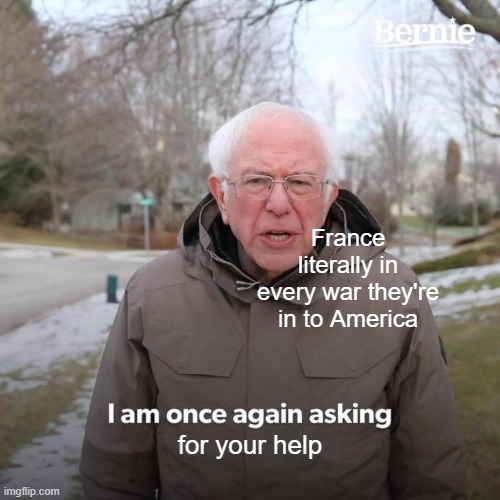 Bernie
France
literally in
every war they're
in to America
I am once again asking
for your help
imgflip.com